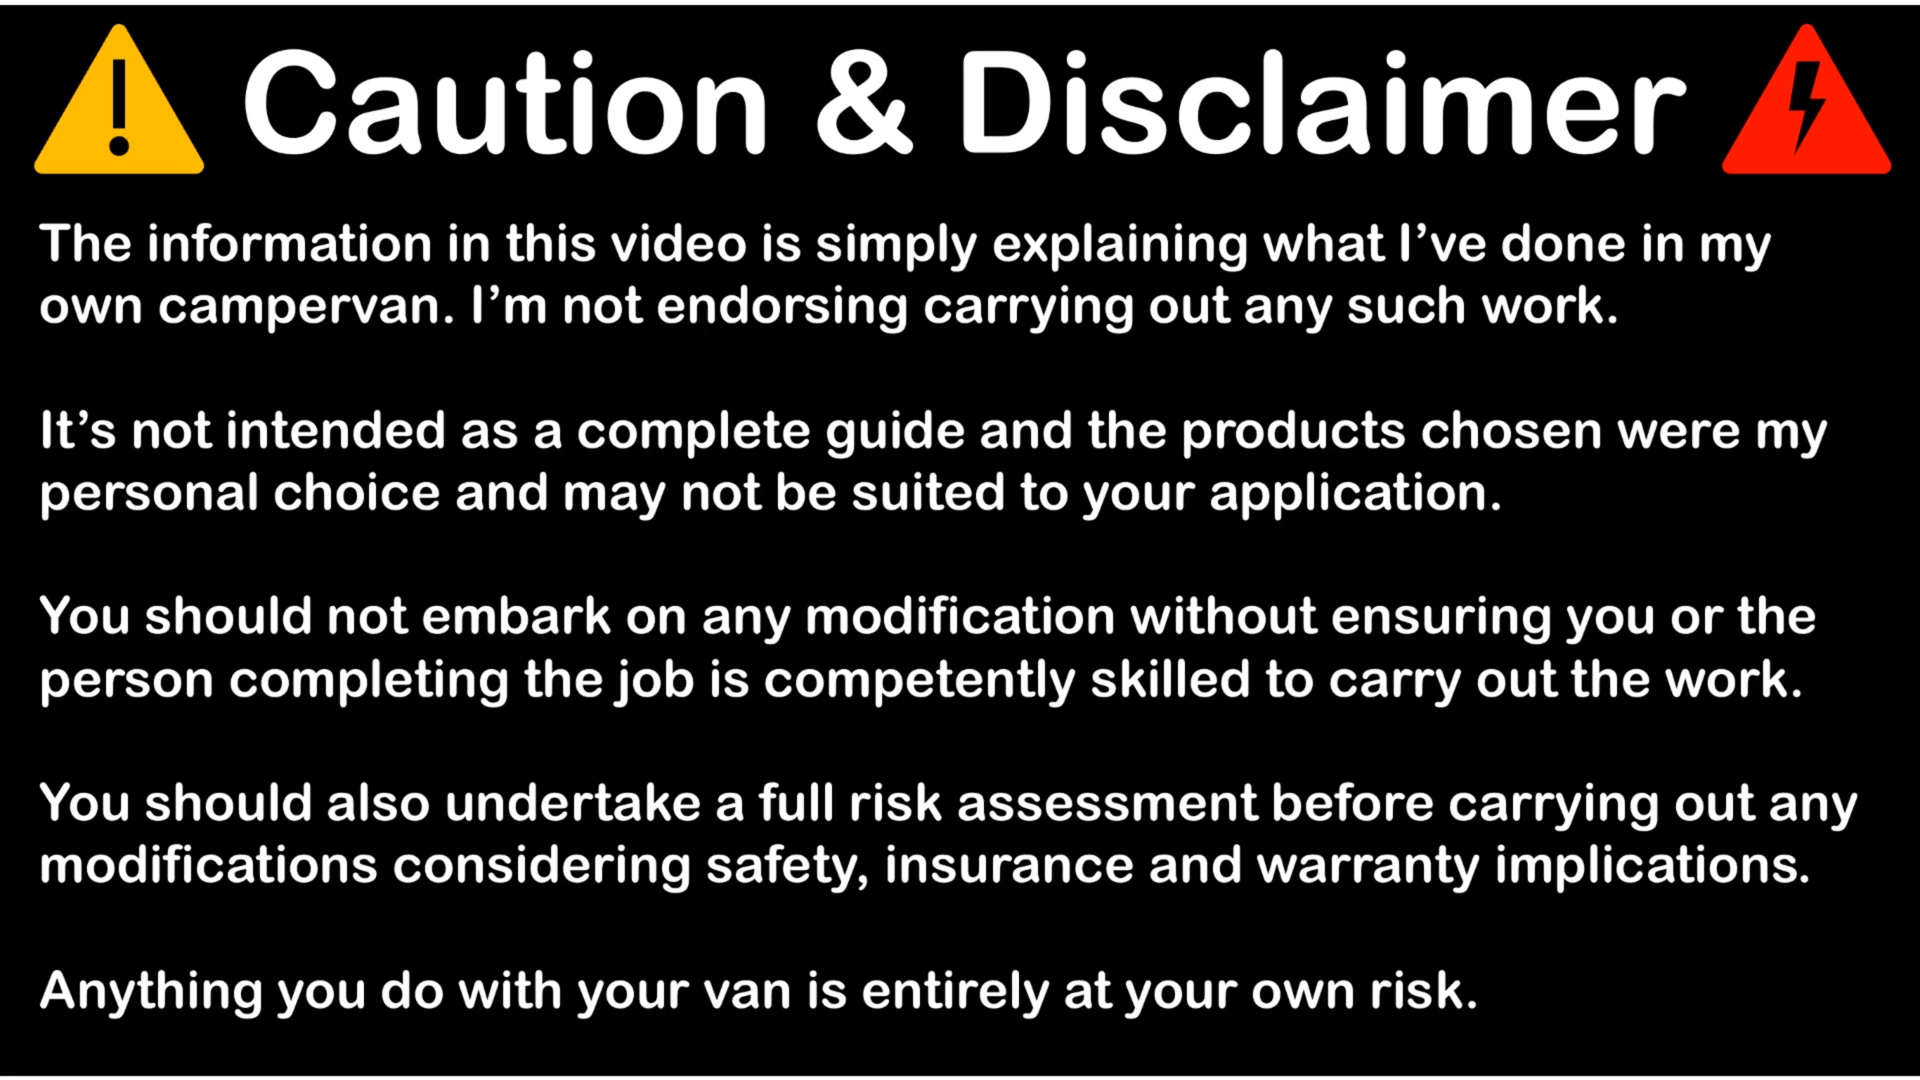 Caution & Disclaimer
The information in this video is simply explaining what I’ve done in my
own campervan. I’m not endorsing carrying out any such work.
It’s not intended as a complete guide and the products chosen were my
personal choice and may not be suited to your application.
You should not embark on any modification without ensuring you or the
person completing the job is competently skilled to carry out the work.
You should also undertake a full risk assessment before carrying out any
modifications considering safety, insurance and warranty implications.
Anything you do with your van is entirely at your own risk.